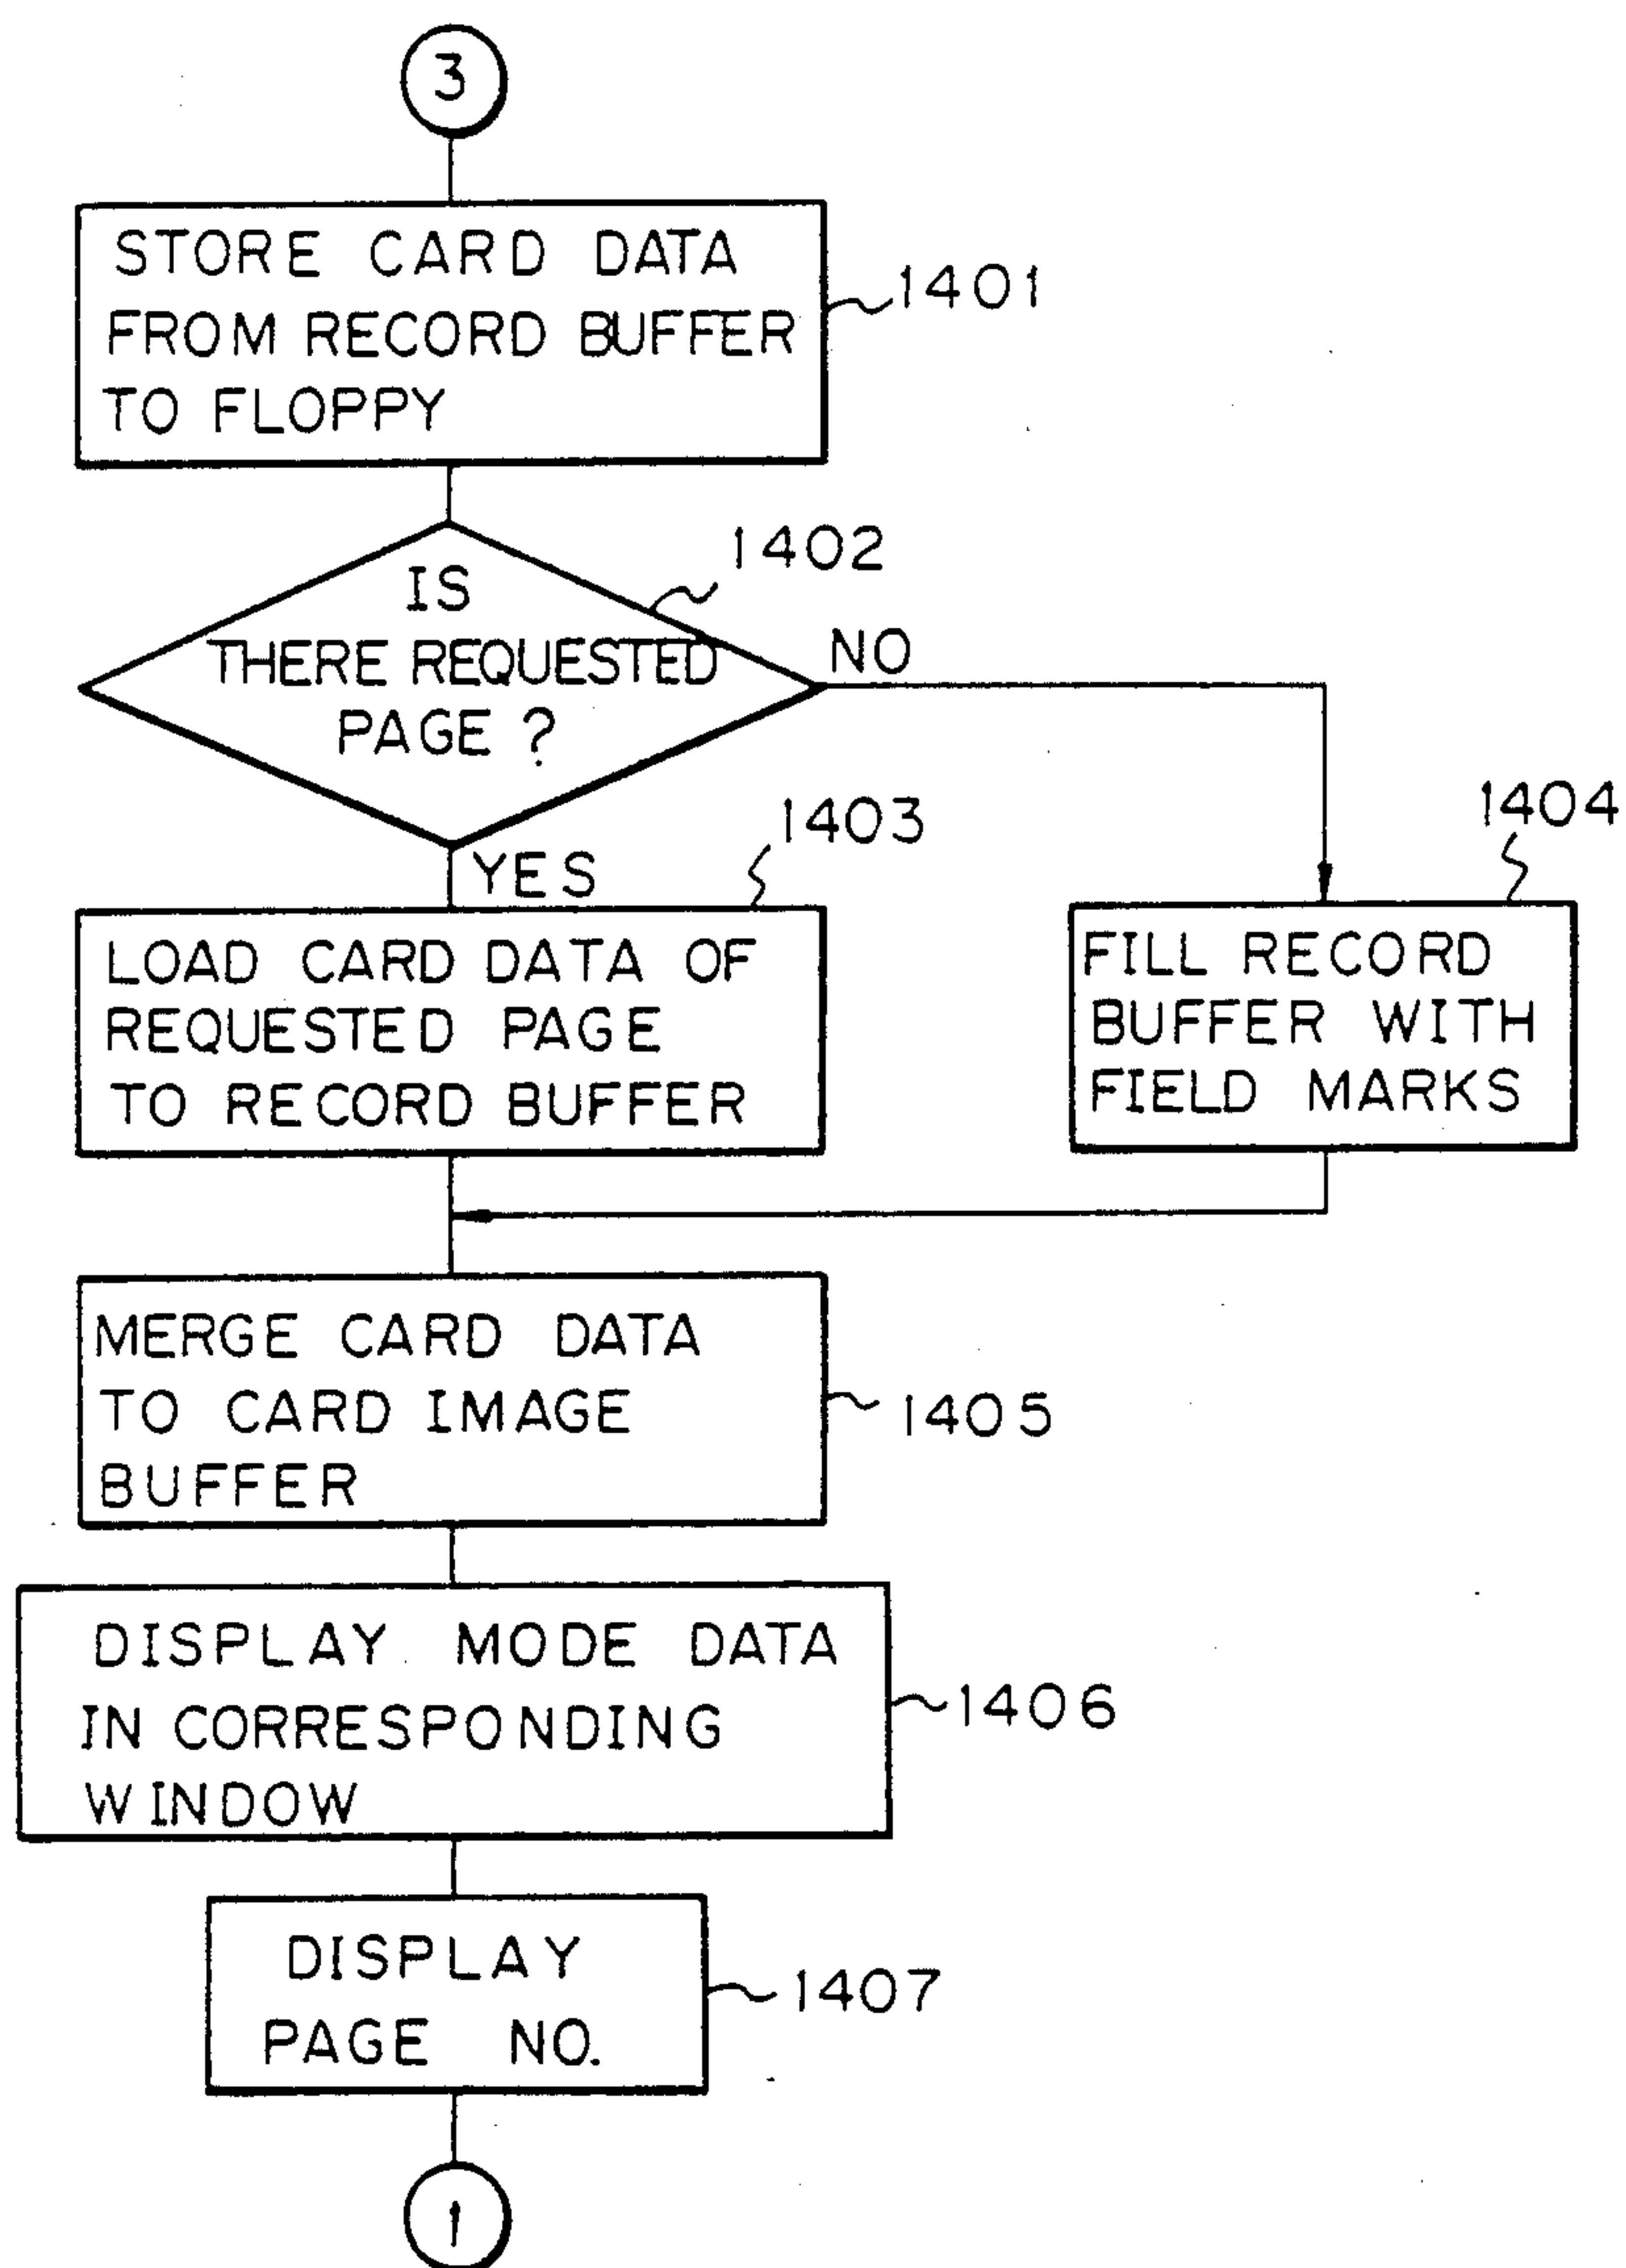 3
STORE CARD DATA
FROM RECORD BUFFER
TO FLOPPY
1401
IS
THERE REQUESTED
PAGE ?
1402
NO
YES
1403
LOAD CARD DATA OF
REQUESTED PAGE
TO RECORD BUFFER
1404
FILL RECORD
BUFFER WITH
FIELD MARKS
MERGE CARD DATA
TO CARD IMAGE
BUFFER
1405
DISPLAY MODE DATA
IN CORRESPONDING
WINDOW
1406
DISPLAY
PAGE NO.
1407
1